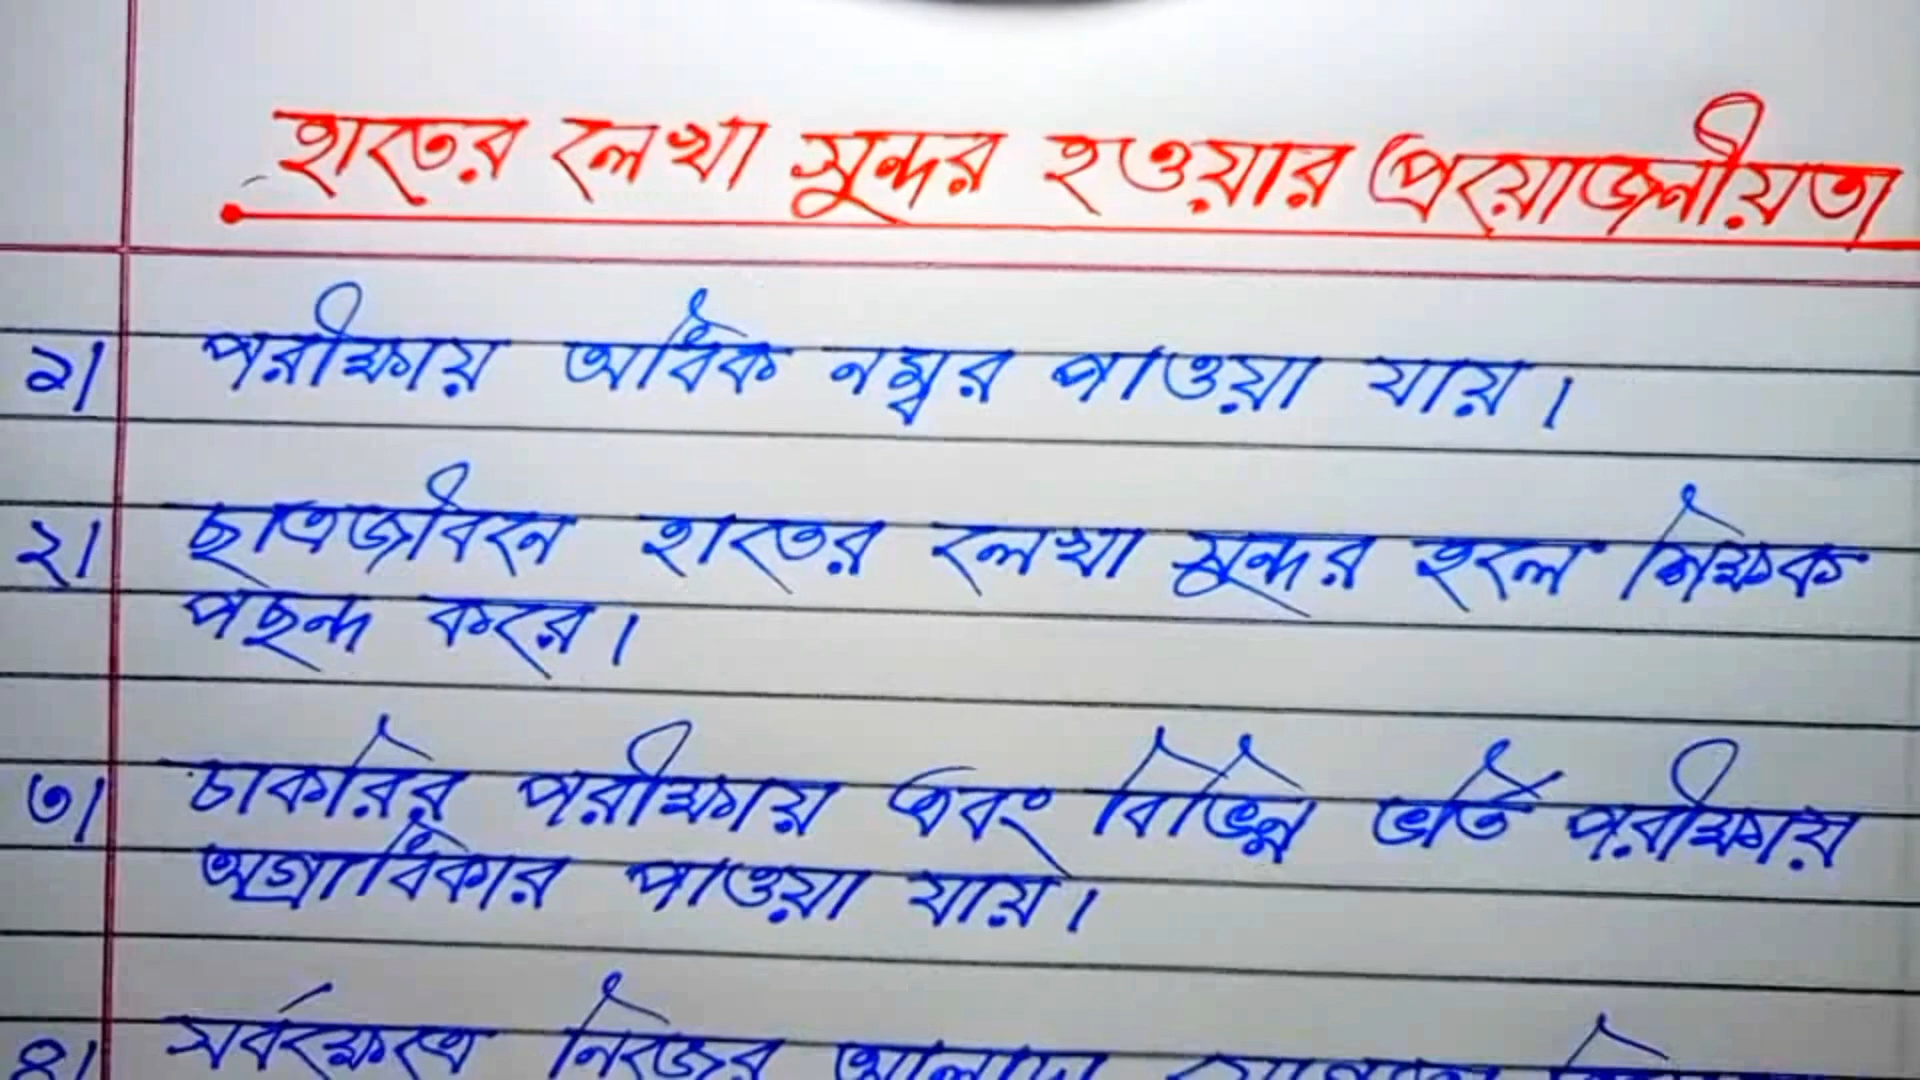 হাতের লেখা সুন্দর হওয়ার প্রয়োজনীয়তা
১। পরীক্ষায় অধিক নম্বর পাওয়া যায়।
২। ছাত্রজীবনে হাতের লেখা সুন্দর হলে শিক্ষক
পছন্দ করে।
৩। চাকরির পরীক্ষায় এবং বিভিন্ন ভর্তি পরীক্ষায়
অগ্রাধিকার পাওয়া যায়।
৪। সর্বক্ষেত্রে নিজের আলাদা